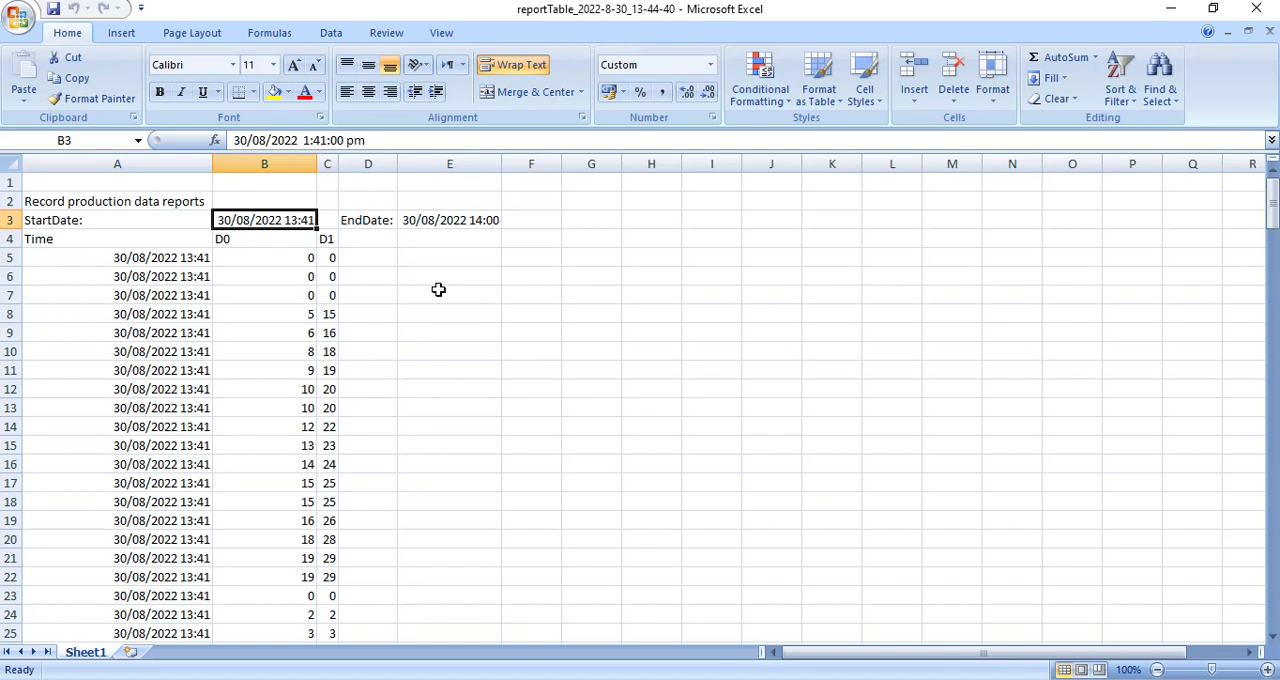 reportTable_2022-8-30_13-44-40 - Microsoft Excel
Home Insert Page Layout Formulas Data Review View
Cut
Copy
Format Painter
Paste
Clipboard
Calibri 11
B I U A
Font
Wrap Text
Merge & Center
Alignment
Custom
% ,
Number
Conditional Formatting
Format as Table
Cell Styles
Styles
Insert Delete Format
Cells
Σ AutoSum
Fill
Clear
Sort & Filter
Find & Select
Editing
B3 fx 30/08/2022 1:41:00 pm
A B C D E F G H I J K L M N O P Q R
1
2 Record production data reports
3 StartDate: 30/08/2022 13:41 EndDate: 30/08/2022 14:00
4 Time D0 D1
5 30/08/2022 13:41 0 0
6 30/08/2022 13:41 0 0
7 30/08/2022 13:41 0 0
8 30/08/2022 13:41 5 15
9 30/08/2022 13:41 6 16
10 30/08/2022 13:41 8 18
11 30/08/2022 13:41 9 19
12 30/08/2022 13:41 10 20
13 30/08/2022 13:41 10 20
14 30/08/2022 13:41 12 22
15 30/08/2022 13:41 13 23
16 30/08/2022 13:41 14 24
17 30/08/2022 13:41 15 25
18 30/08/2022 13:41 15 25
19 30/08/2022 13:41 16 26
20 30/08/2022 13:41 18 28
21 30/08/2022 13:41 19 29
22 30/08/2022 13:41 19 29
23 30/08/2022 13:41 0 0
24 30/08/2022 13:41 2 2
25 30/08/2022 13:41 3 3
Sheet1
Ready 100%